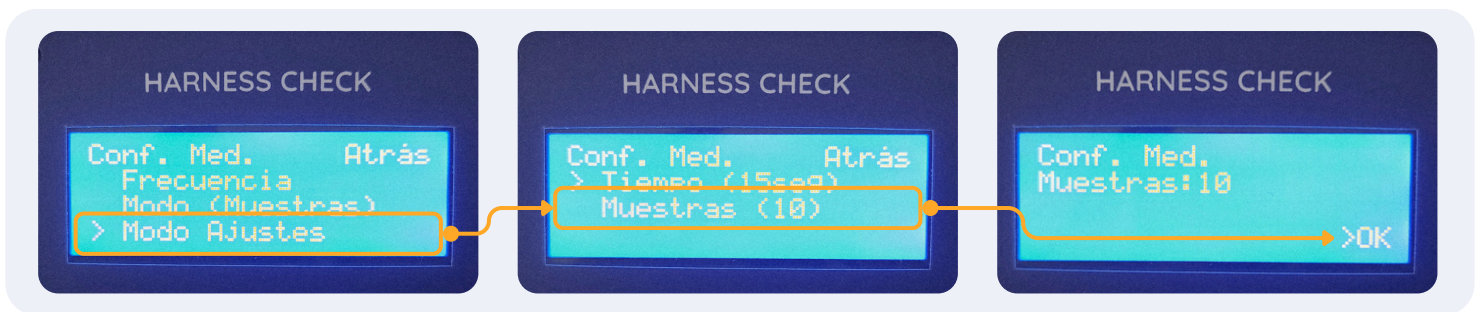 HARNESS CHECK
Conf. Med. Atrás
Frecuencia
Modo (Muestras)
> Modo Ajustes
HARNESS CHECK
Conf. Med. Atrás
> Tiempo (15seg)
Muestras (10)
HARNESS CHECK
Conf. Med.
Muestras:10
>OK